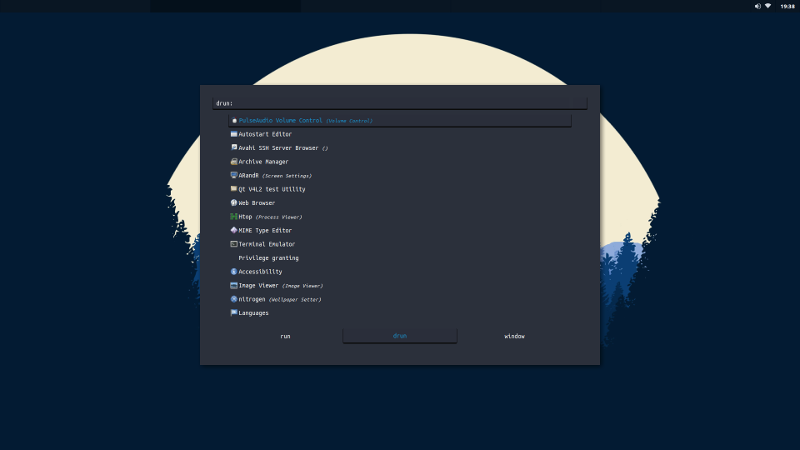 19:38
drun:
PulseAudio Volume Control (Volume Control)
Autostart Editor
Avahi SSH Server Browser ()
Archive Manager
ARandR (Screen Settings)
Qt V4L2 test Utility
Web Browser
Htop (Process Viewer)
MIME Type Editor
Terminal Emulator
Privilege granting
Accessibility
Image Viewer (Image Viewer)
nitrogen (Wallpaper Setter)
Languages
run drun window